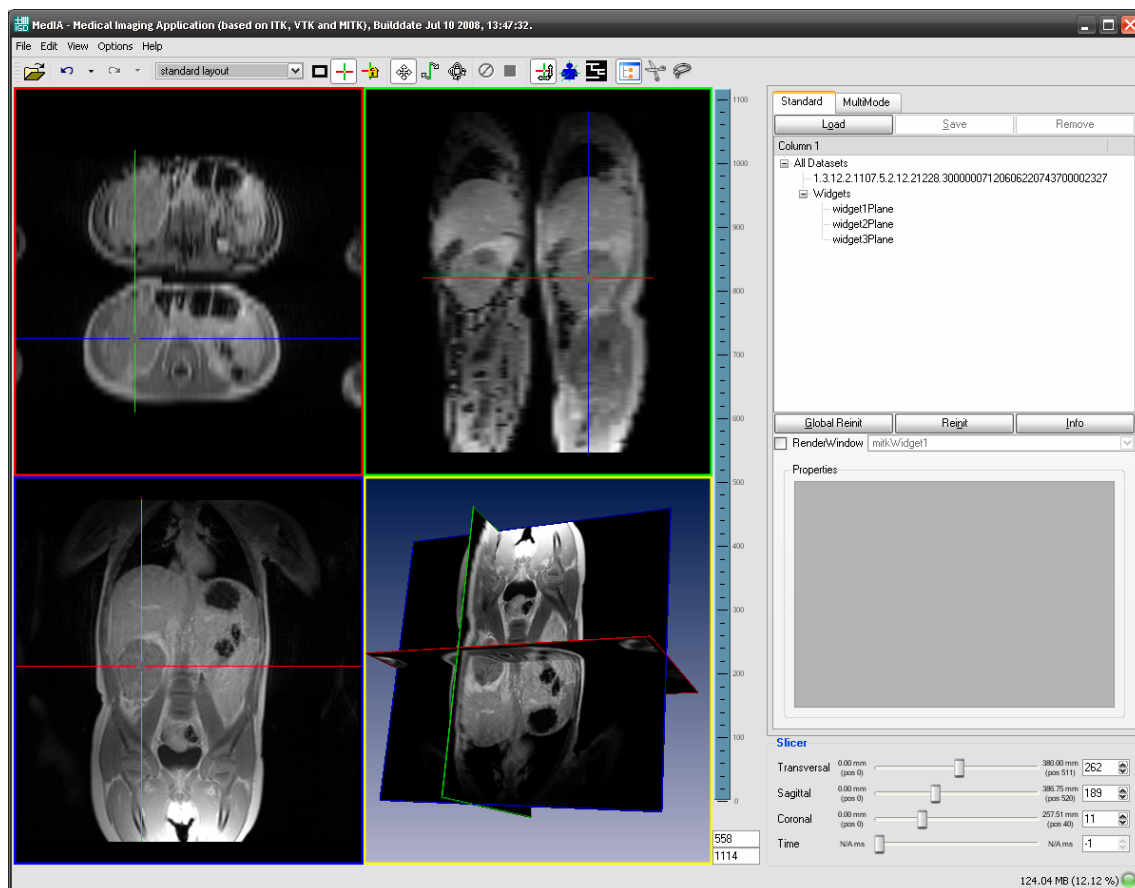 IGD MedIA - Medical Imaging Application (based on ITK, VTK and MITK), Builddate Jul 10 2008, 13:47:32.
File Edit View Options Help
standard layout
1100
1000
900
800
700
600
500
400
300
200
100
0
558
1114
Standard MultiMode
Load Save Remove
Column 1
All Datasets
1.3.12.2.1107.5.2.12.21228.30000007120606220743700002327
Widgets
widget1Plane
widget2Plane
widget3Plane
Global Reinit Reinit Info
RenderWindow mitkWidget1
Properties
Slicer
Transversal 0.00 mm (pos 0) 380.00 mm (pos 511) 262
Sagittal 0.00 mm (pos 0) 386.75 mm (pos 520) 189
Coronal 0.00 mm (pos 0) 257.51 mm (pos 40) 11
Time N/A ms N/A ms -1
124.04 MB (12.12 %)